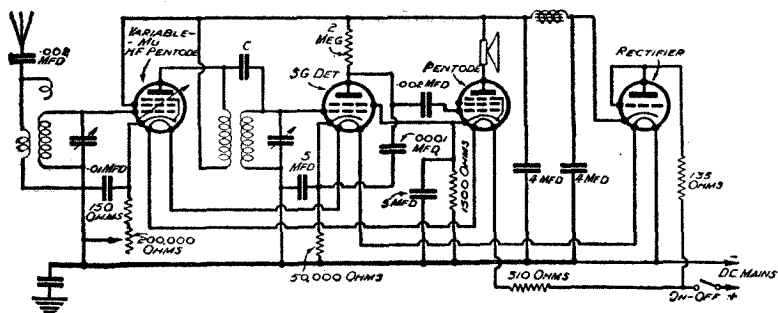 .002
MFD
VARIABLE-
-MU
HF PENTODE
C
2
MEG
SG DET
PENTODE
RECTIFIER
.002 MFD
.01 MFD
150
OHMS
200,000
OHMS
5
MFD
.0001
MFD
5 MFD
1500 OHMS
4 MFD
4 MFD
135
OHMS
50,000 OHMS
510 OHMS
-
DC MAINS
ON-OFF +